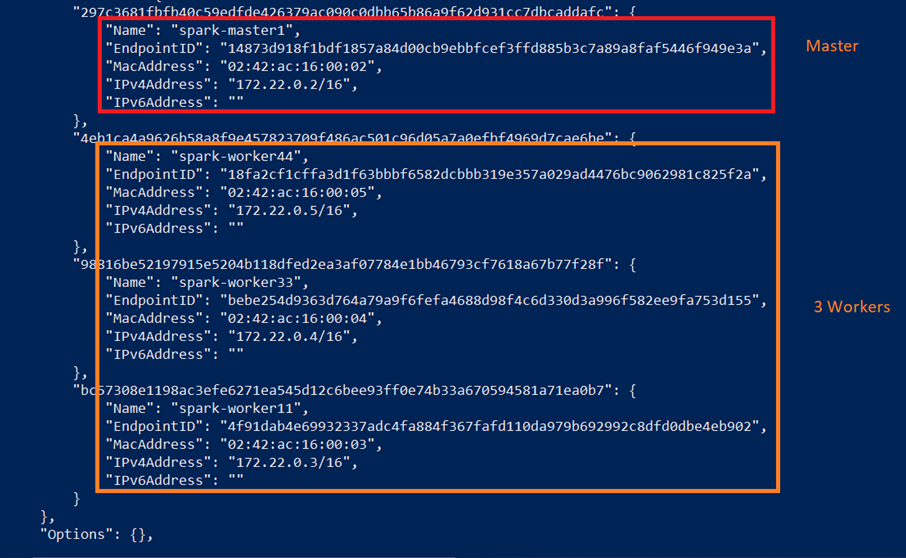 "297c3681fbfb40c59edfde426379ac090c0dbb65b86a9f62d931cc7dbcaddafc": {
"Name": "spark-master1",
"EndpointID": "14873d918f1bdf1857a84d00cb9ebbfcef3ffd885b3c7a89a8faf5446f949e3a",
"MacAddress": "02:42:ac:16:00:02",
"IPv4Address": "172.22.0.2/16",
"IPv6Address": ""
},
Master
"4eb1ca4a9626b58a8f9e457823709f486ac501c96d05a7a0efbf4969d7cae6be": {
"Name": "spark-worker44",
"EndpointID": "18fa2cf1cffa3d1f63bbbf6582dcbbb319e357a029ad4476bc9062981c825f2a",
"MacAddress": "02:42:ac:16:00:05",
"IPv4Address": "172.22.0.5/16",
"IPv6Address": ""
},
"98816be52197915e5204b118dfed2ea3af07784e1bb46793cf7618a67b77f28f": {
"Name": "spark-worker33",
"EndpointID": "bebe254d9363d764a79a9f6fefa4688d98f4c6d330d3a996f582ee9fa753d155",
"MacAddress": "02:42:ac:16:00:04",
"IPv4Address": "172.22.0.4/16",
"IPv6Address": ""
},
3 Workers
"bc57308e1198ac3efe6271ea545d12c6bee93ff0e74b33a670594581a71ea0b7": {
"Name": "spark-worker11",
"EndpointID": "4f91dab4e69932337adc4fa884f367fafd110da979b692992c8dfd0dbe4eb902",
"MacAddress": "02:42:ac:16:00:03",
"IPv4Address": "172.22.0.3/16",
"IPv6Address": ""
}
},
"Options": {},